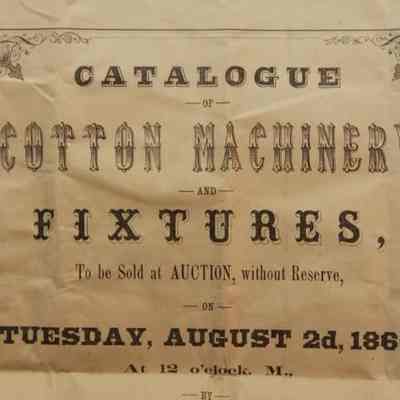 CATALOGUE
OF
COTTON MACHINERY
AND
FIXTURES,
To be Sold at AUCTION, without Reserve,
ON
TUESDAY, AUGUST 2d, 186
At 12 o'clock. M.,
BY